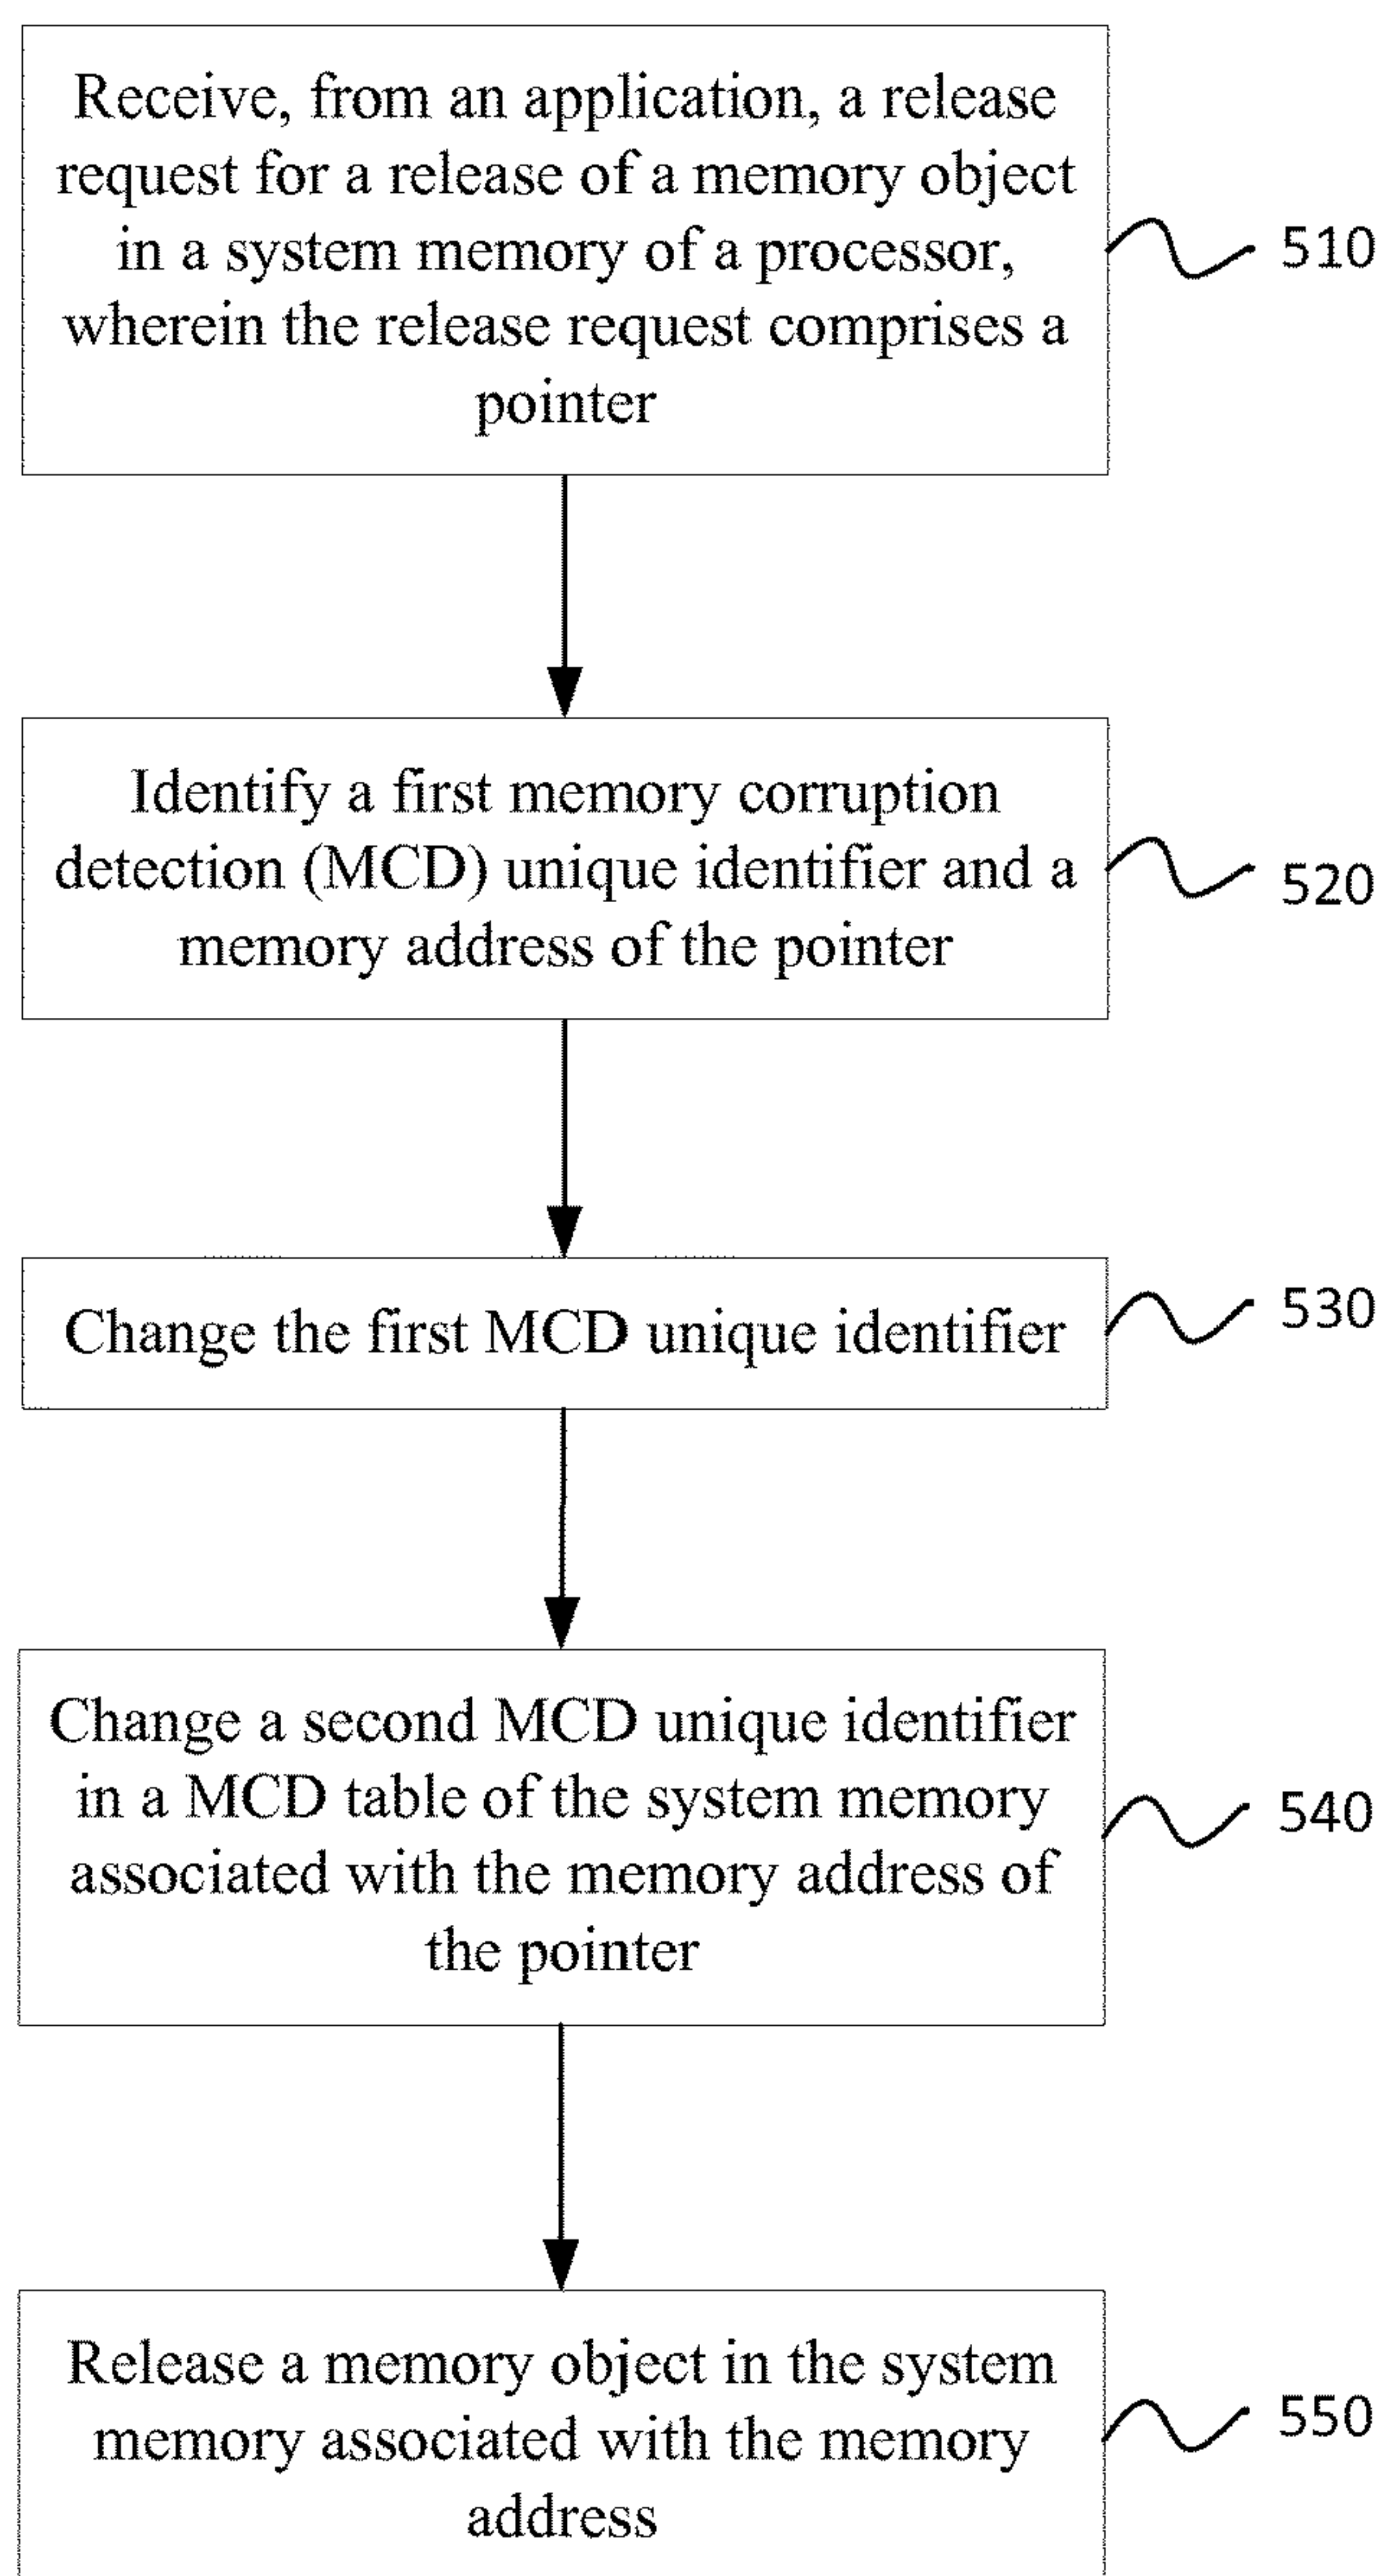 Receive, from an application, a release
request for a release of a memory object
in a system memory of a processor,
wherein the release request comprises a
pointer
510
Identify a first memory corruption
detection (MCD) unique identifier and a
memory address of the pointer
520
Change the first MCD unique identifier
530
Change a second MCD unique identifier
in a MCD table of the system memory
associated with the memory address of
the pointer
540
Release a memory object in the system
memory associated with the memory
address
550